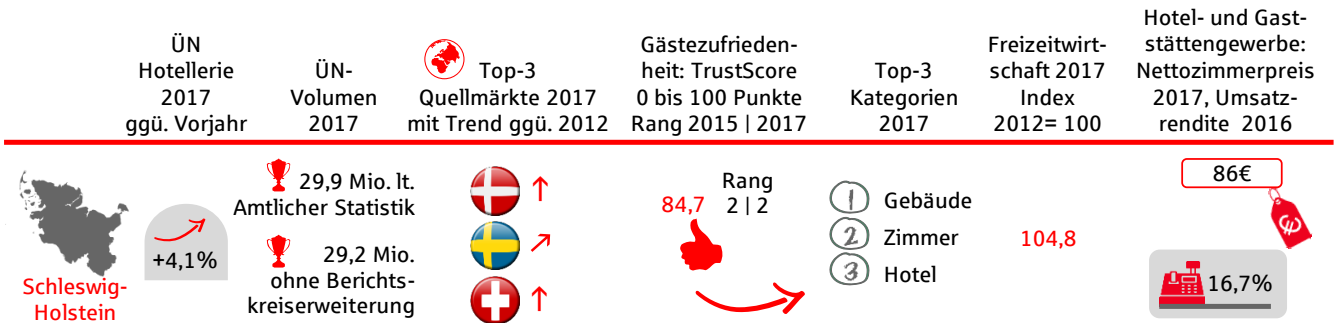 ÜN
Hotellerie
2017
ggü. Vorjahr
ÜN-
Volumen
2017
Top-3
Quellmärkte 2017
mit Trend ggü. 2012
Gästezufrieden-
heit: TrustScore
0 bis 100 Punkte
Rang 2015 | 2017
Top-3
Kategorien
2017
Freizeitwirt-
schaft 2017
Index
2012= 100
Hotel- und Gast-
stättengewerbe:
Nettozimmerpreis
2017, Umsatz-
rendite 2016
Schleswig-
Holstein
+4,1%
29,9 Mio. lt.
Amtlicher Statistik
29,2 Mio.
ohne Berichts-
kreiserweiterung
84,7
Rang
2 | 2
1 Gebäude
2 Zimmer
3 Hotel
104,8
86€
€
16,7%